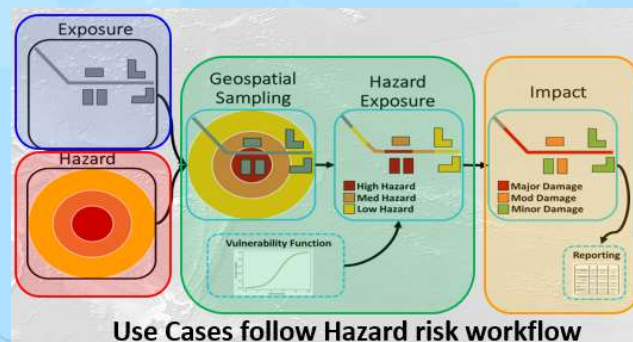 Exposure
Hazard
Geospatial
Sampling
Vulnerability Function
Hazard
Exposure
High Hazard
Med Hazard
Low Hazard
Impact
Major Damage
Mod Damage
Minor Damage
Reporting
Use Cases follow Hazard risk workflow